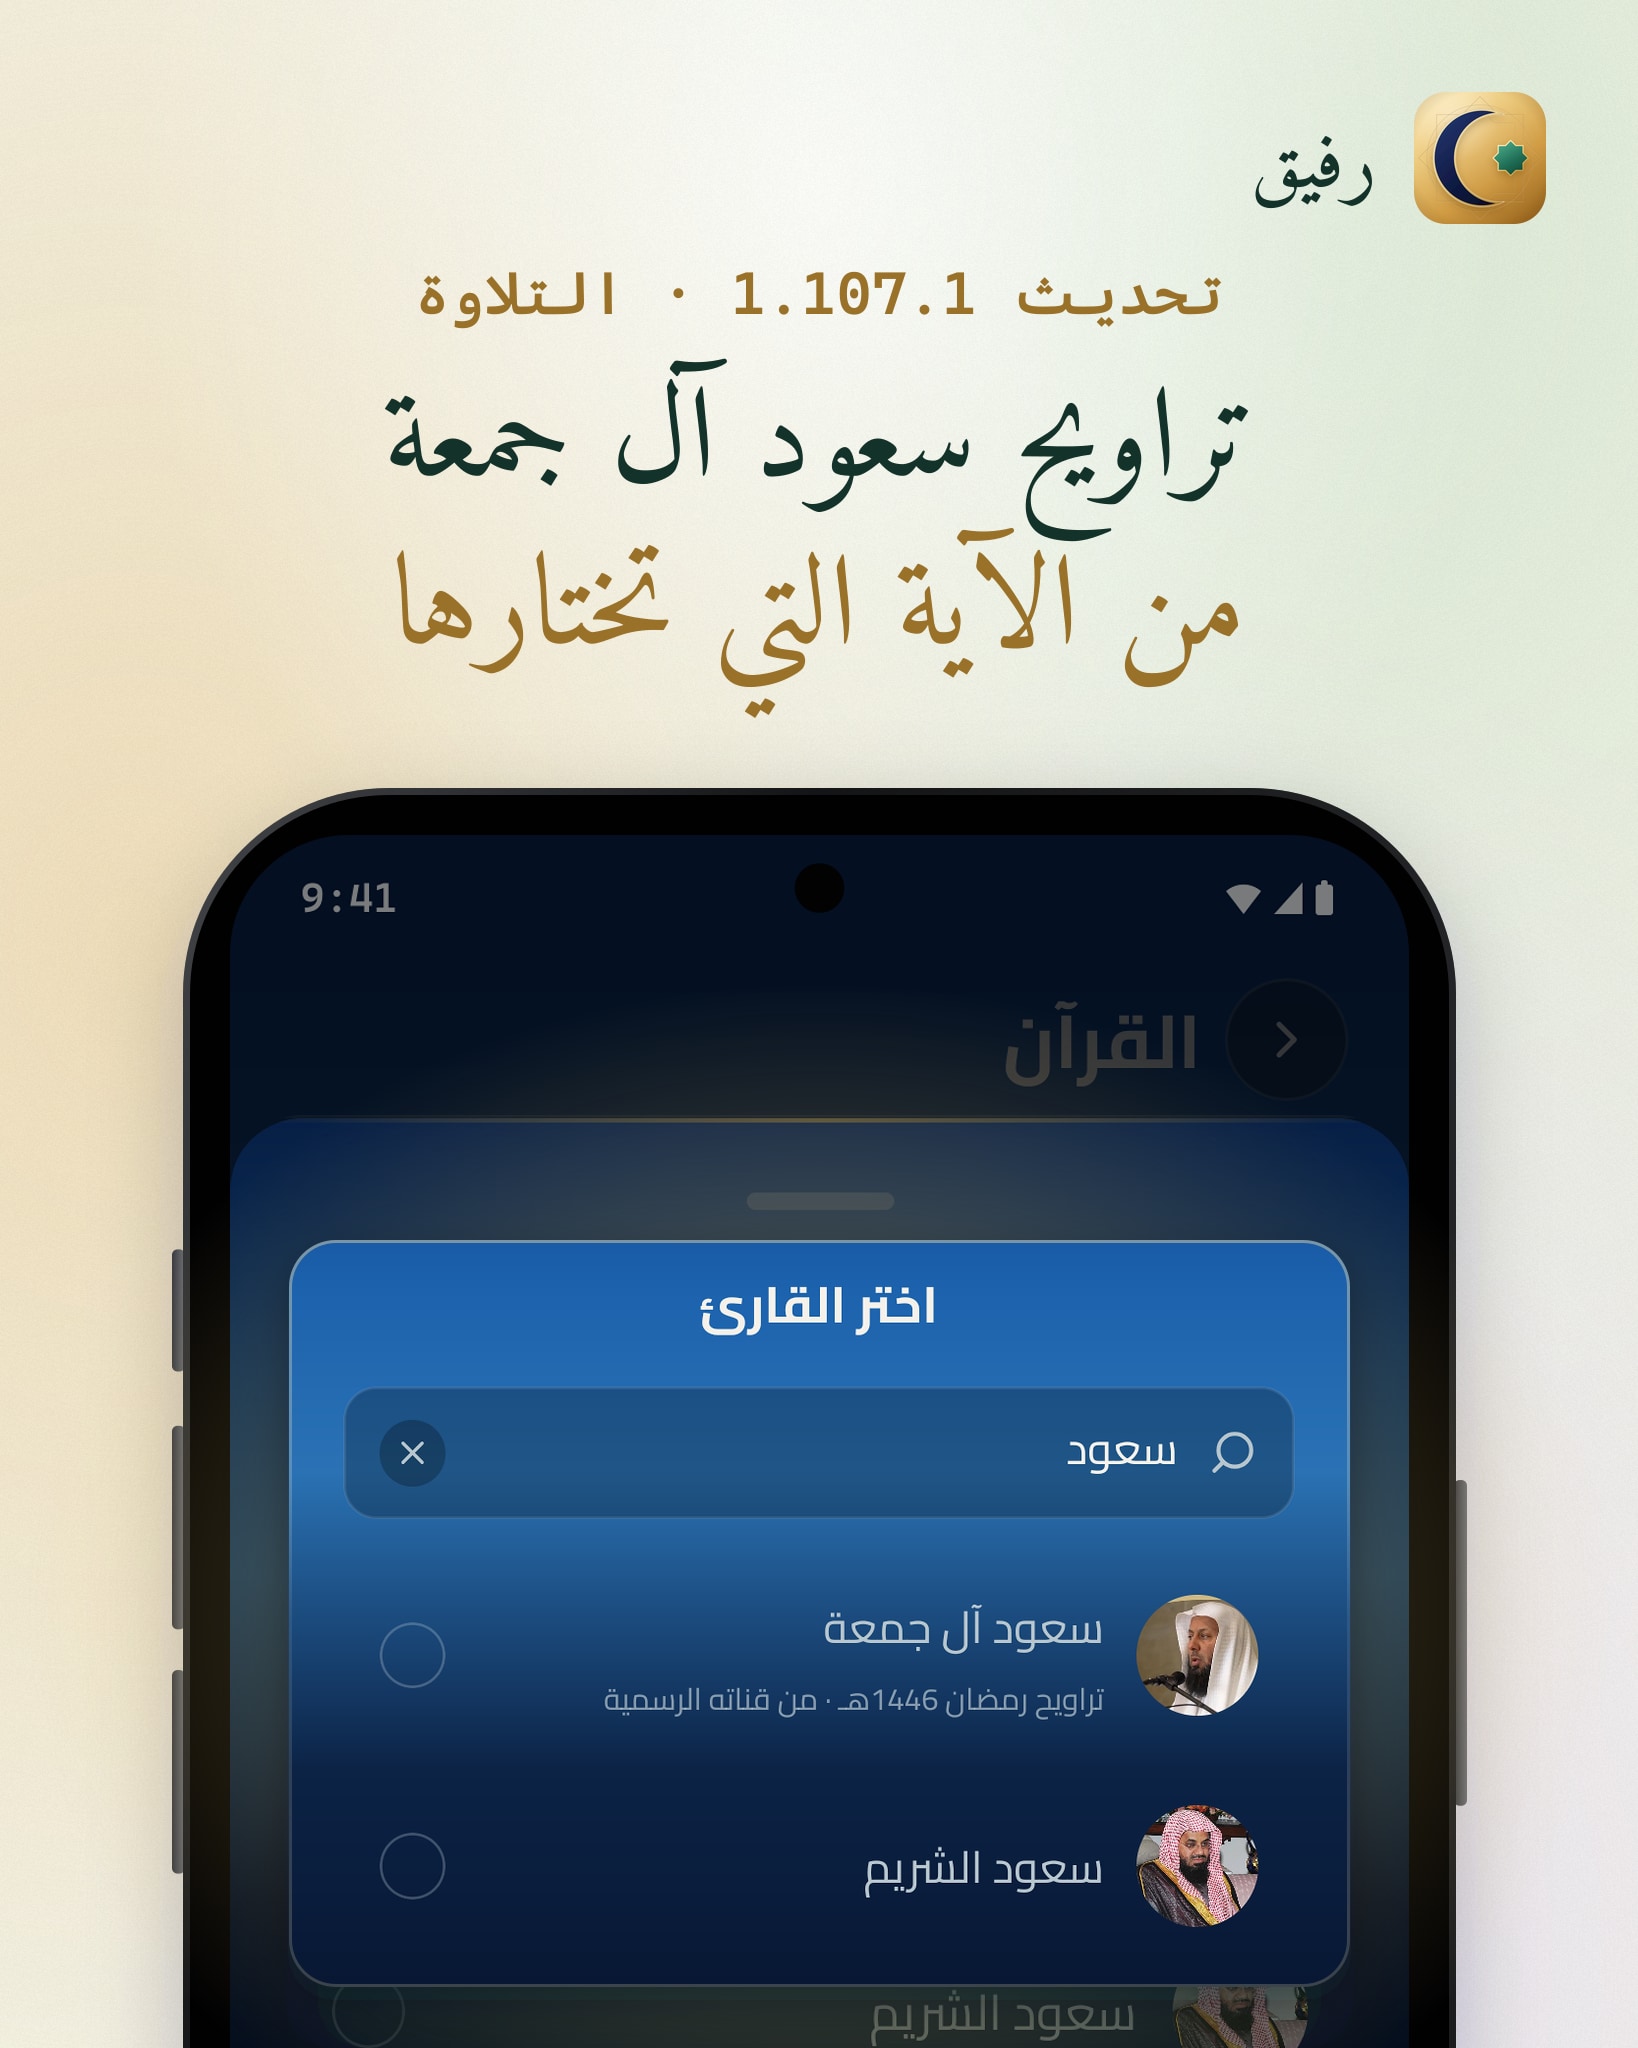 رفيق
تحديث 1.107.1 · التلاوة
تراويح سعود آل جمعة
من الآية التي تختارها
9:41
القرآن
اختر القارئ
سعود
سعود آل جمعة
تراويح رمضان 1446هـ · من قناته الرسمية
سعود الشريم
سعود الشريم